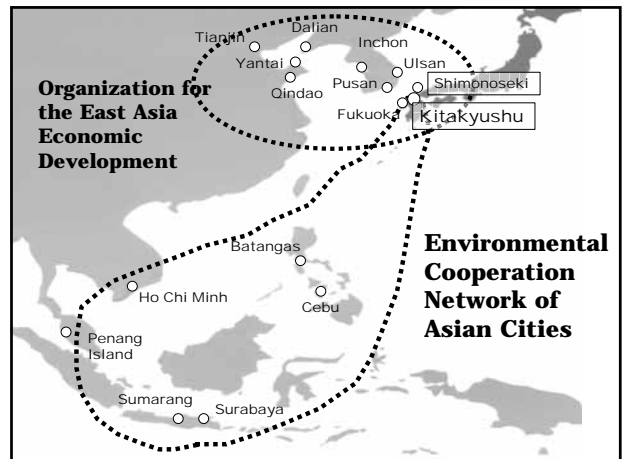 Dalian
Tianjin
Inchon
Yantai
Ulsan
Pusan
Shimonoseki
Qindao
Fukuoka
Kitakyushu
Organization for
the East Asia
Economic
Development
Batangas
Environmental
Cooperation
Network of
Asian Cities
Ho Chi Minh
Cebu
Penang
Island
Sumarang
Surabaya